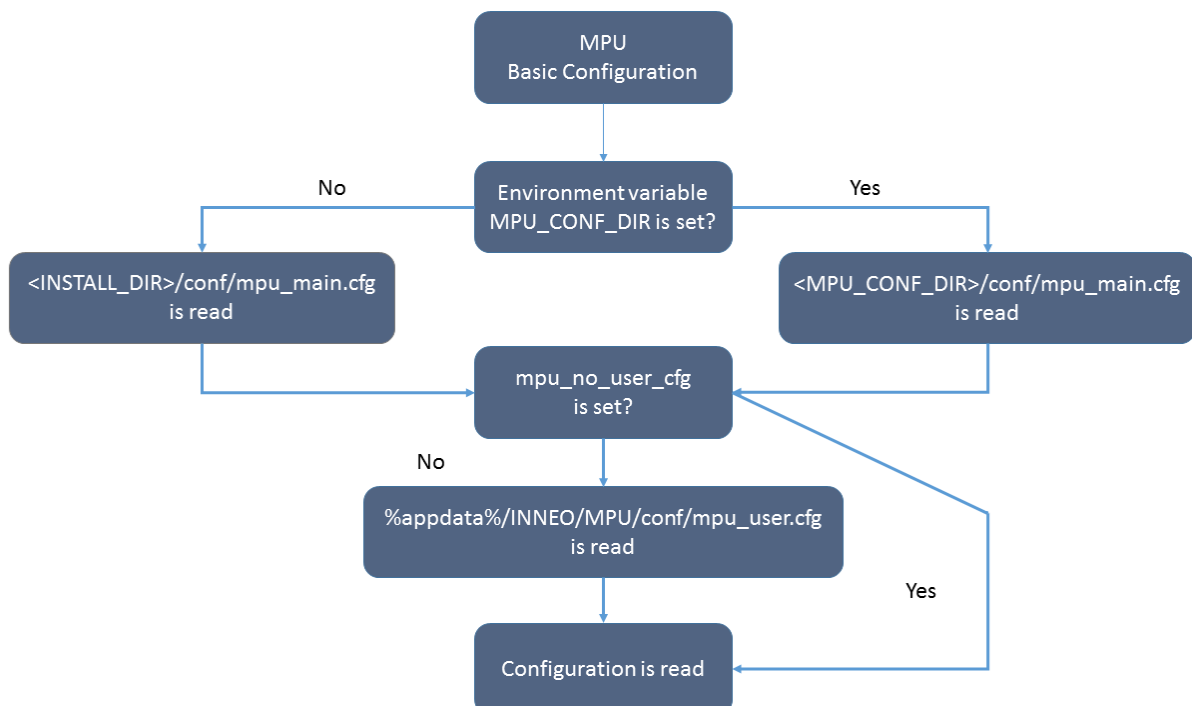 MPU
Basic Configuration
No
Environment variable
MPU_CONF_DIR is set?
Yes
<INSTALL_DIR>/conf/mpu_main.cfg
is read
<MPU_CONF_DIR>/conf/mpu_main.cfg
is read
mpu_no_user_cfg
is set?
No
%appdata%/INNEO/MPU/conf/mpu_user.cfg
is read
Yes
Configuration is read